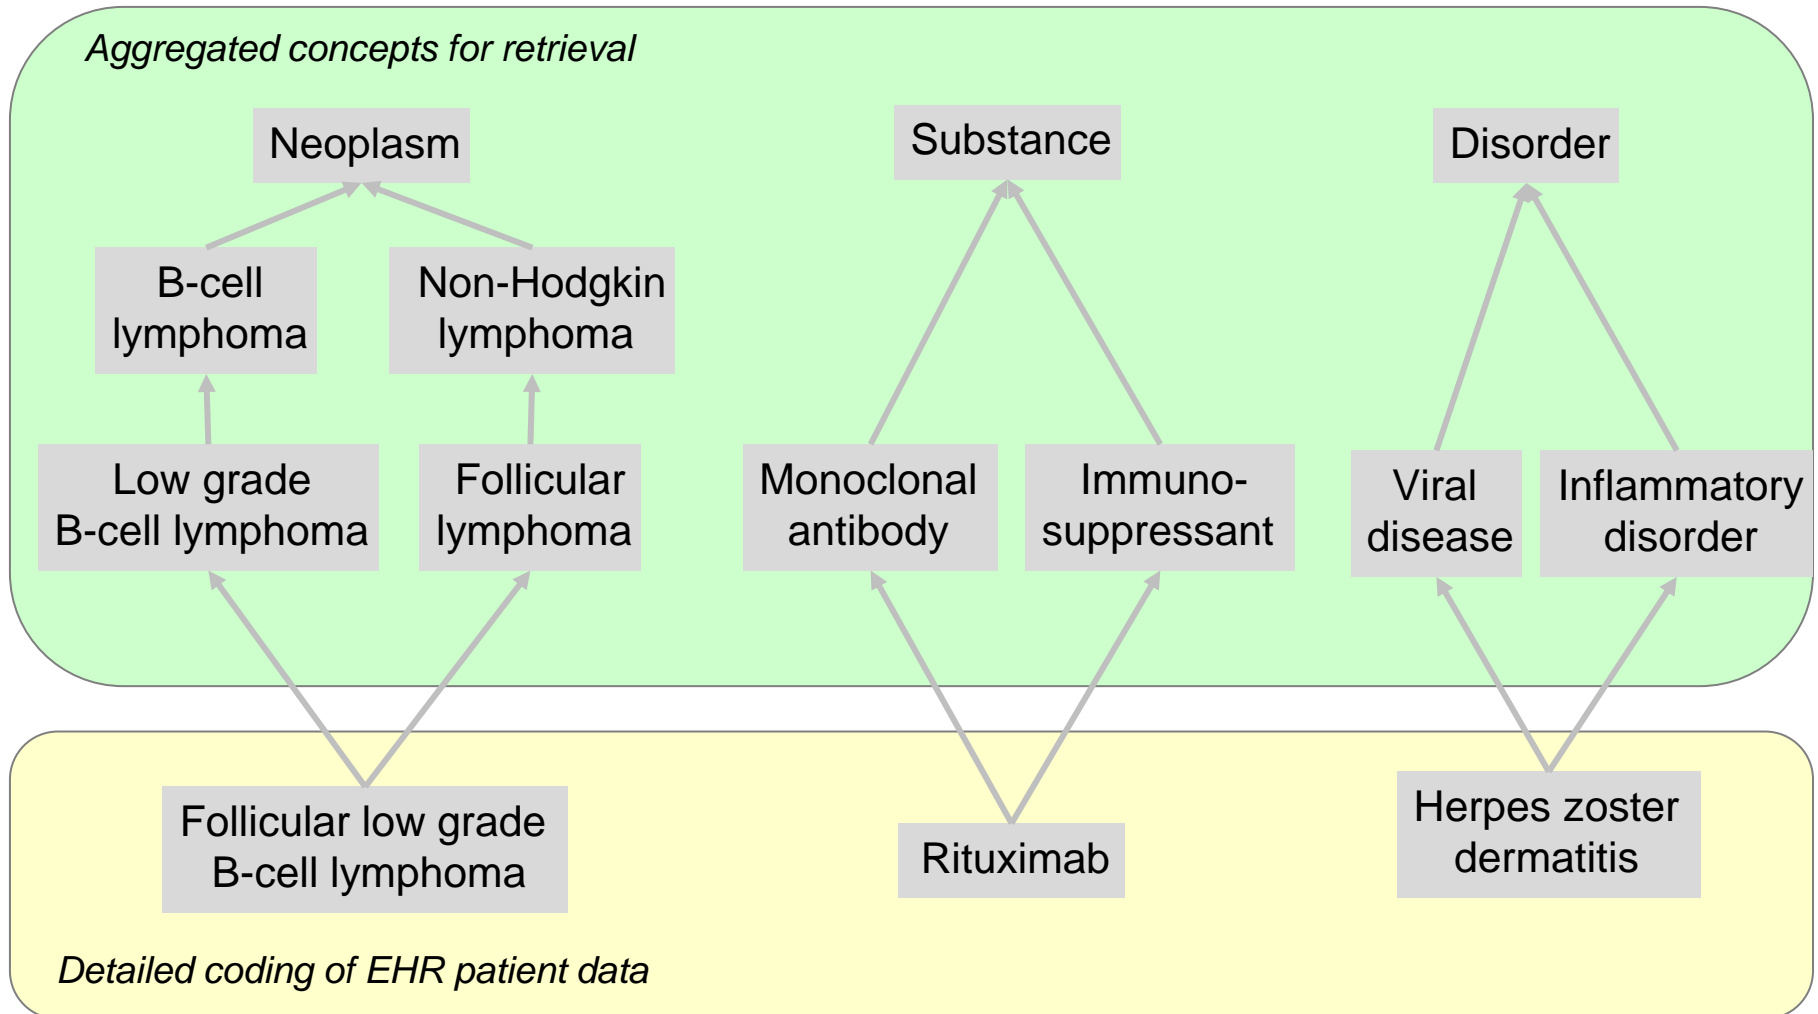 Aggregated concepts for retrieval
Neoplasm
Substance
Disorder
B-cell
lymphoma
Non-Hodgkin
lymphoma
Low grade
B-cell lymphoma
Follicular
lymphoma
Monoclonal
antibody
Immuno-
suppressant
Viral
disease
Inflammatory
disorder
Follicular low grade
B-cell lymphoma
Rituximab
Herpes zoster
dermatitis
Detailed coding of EHR patient data